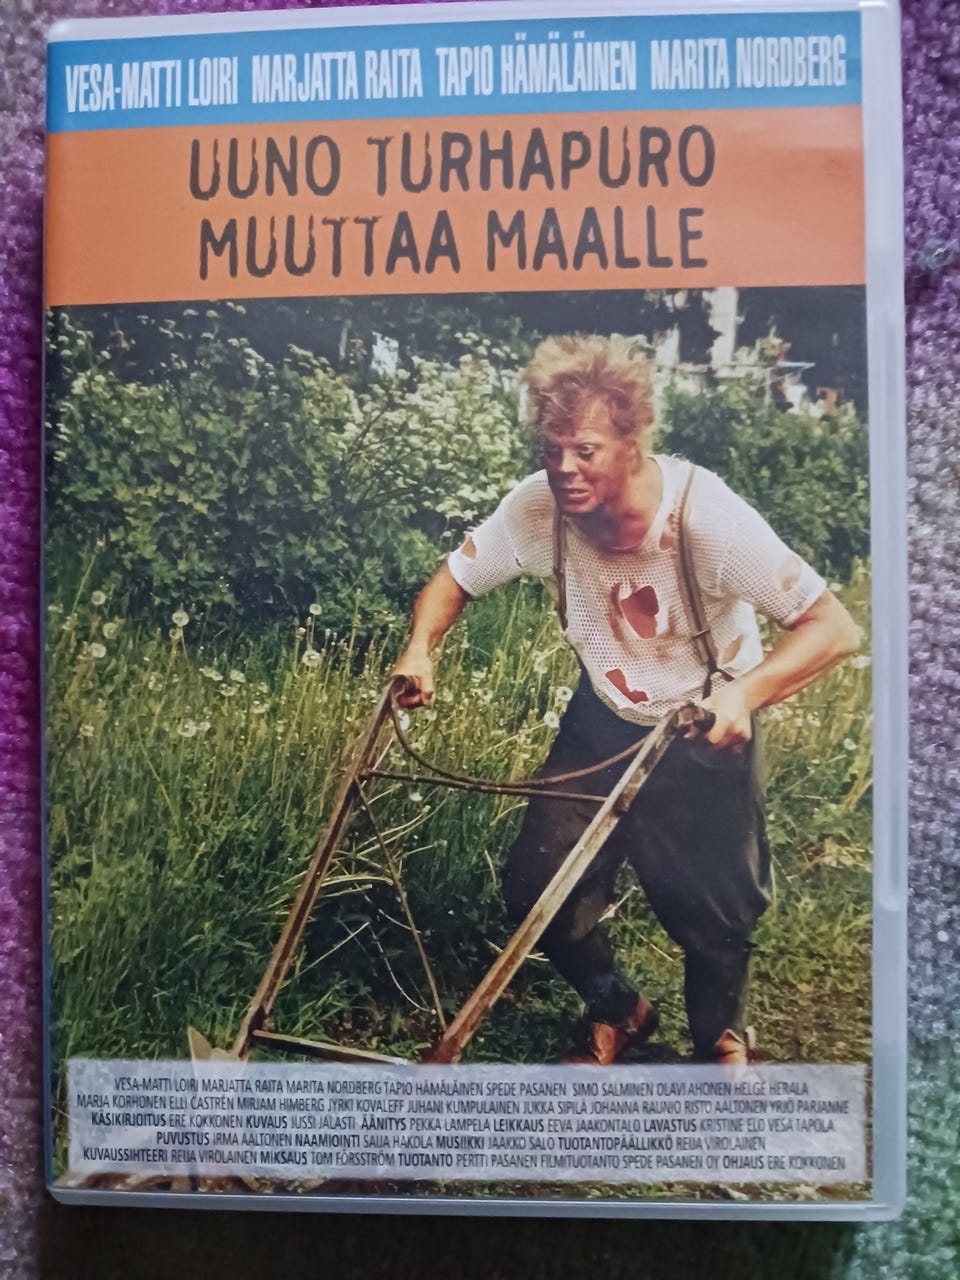 VESA-MATTI LOIRI MARJATTA RAITA TAPIO HÄMÄLÄINEN MARITA NORDBERG
UUNO TURHAPURO
MUUTTAA MAALLE
VESA-MATTI LOIRI MARJATTA RAITA MARITA NORDBERG TAPIO HÄMÄLÄINEN SPEDE PASANEN SIMO SALMINEN OLAVI AHONEN HELGE HERALA
MARJA KORHONEN ELLI CASTRÉN MIRJAM HIMBERG JYRKI KOVALEFF JUHANI KUMPULAINEN JUKKA SIPILÄ JOHANNA RAUNIO RISTO AALTONEN YRJÖ PARJANNE
KÄSIKIRJOITUS ERE KOKKONEN KUVAUS JUSSI JALASTI ÄÄNITYS PEKKA LAMPELA LEIKKAUS EEVA JAAKONTALO LAVASTUS KRISTINE ELO VESA TAPOLA
PUVUSTUS IRMA AALTONEN NAAMIOINTI SAIJA HAKOLA MUSIIKKI JAAKKO SALO TUOTANTOPÄÄLLIKKÖ REIJA VIROLAINEN
KUVAUSSIHTEERI REIJA VIROLAINEN MIKSAUS TOM FORSSTRÖM TUOTANTO PERTTI PASANEN FILMITUOTANTO SPEDE PASANEN OY OHJAUS ERE KOKKONEN